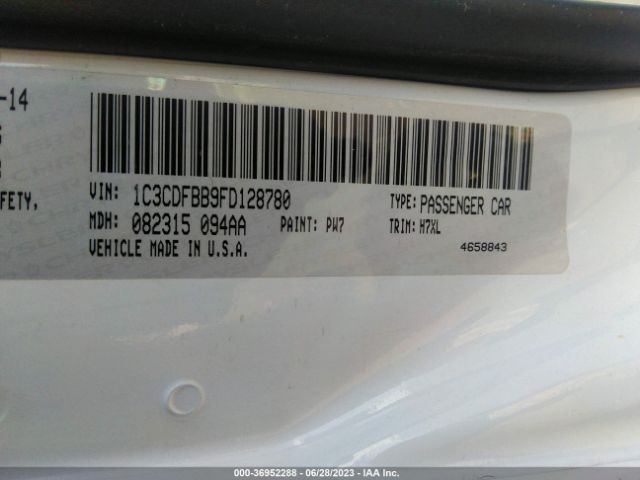 -14
VIN: 1C3CDFBB9FD128780 TYPE: PASSENGER CAR
AFETY,
MDH: 082315 094AA PAINT: PW7 TRIM: H7XL
VEHICLE MADE IN U.S.A. 4658843
000-36952288 - 06/28/2023 - IAA Inc.